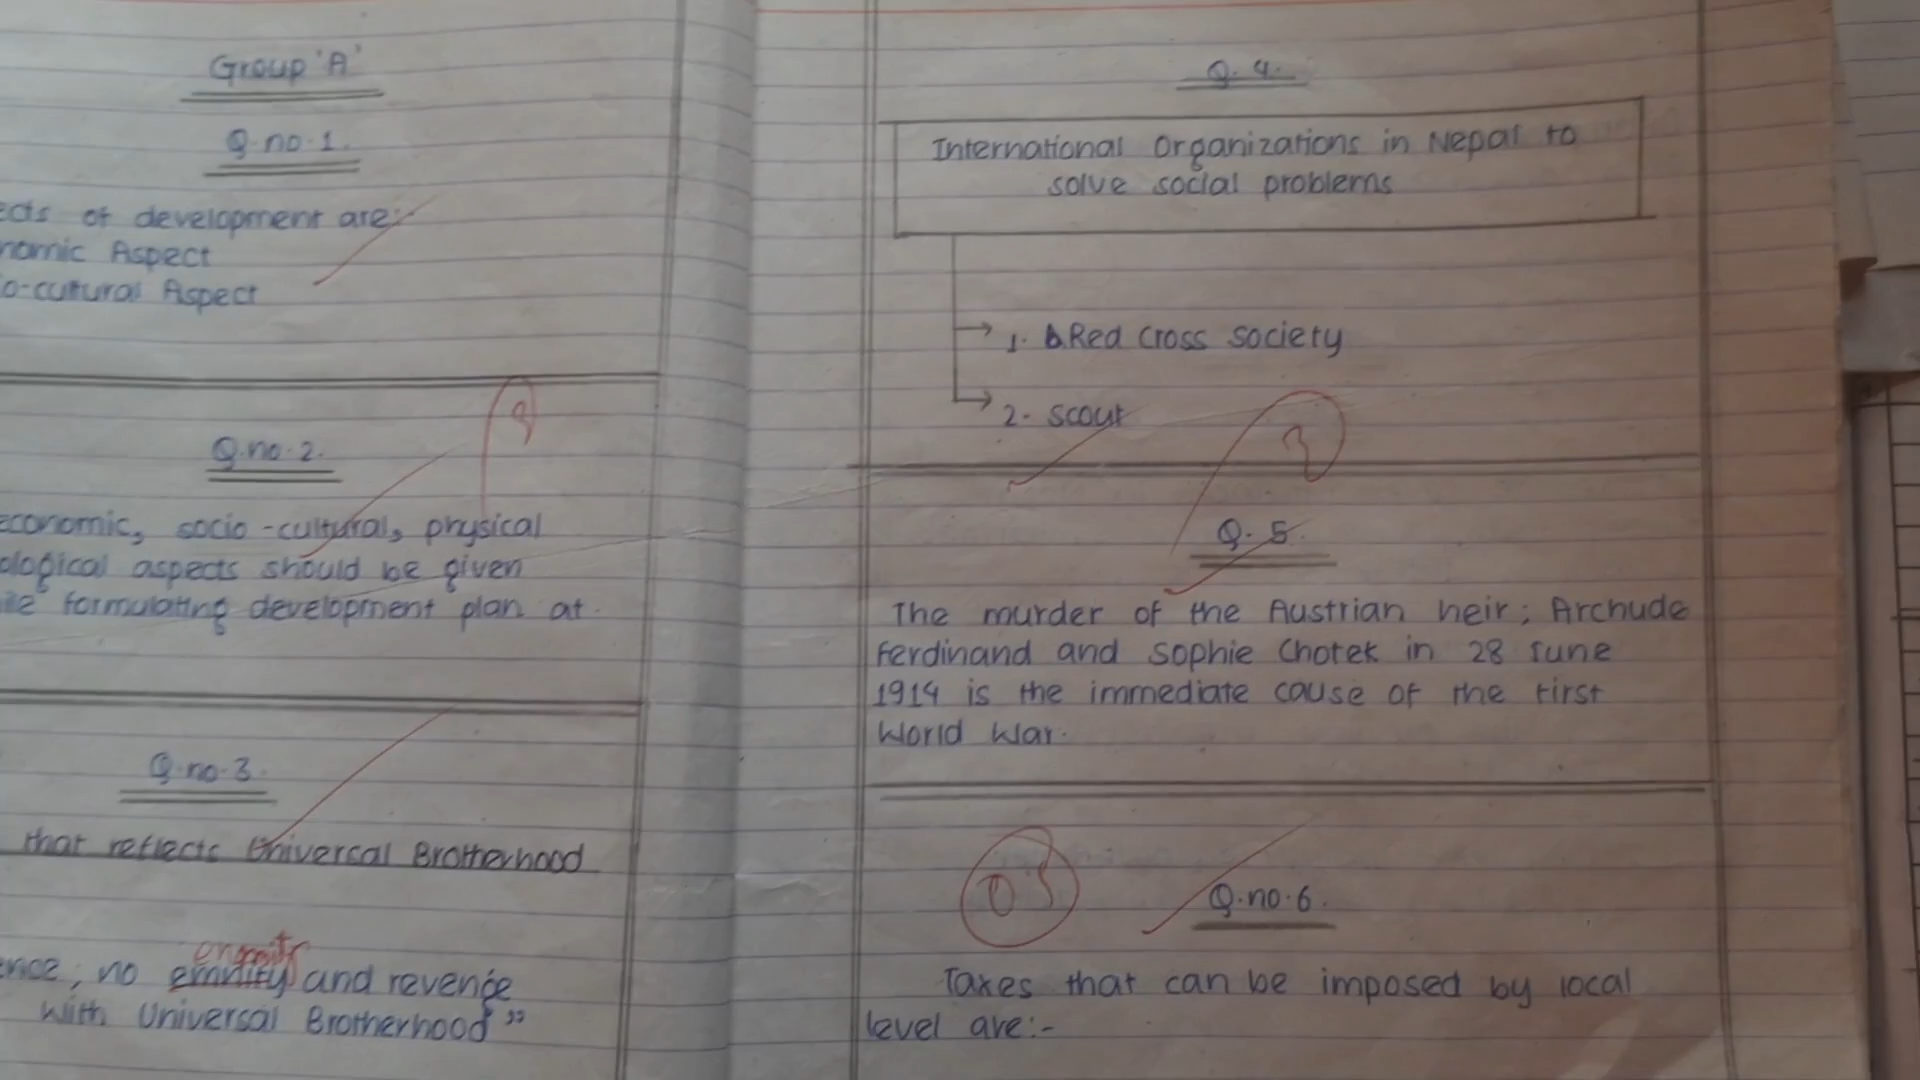 Group 'A'
Q.no.1.
ects of development are:-
nomic Aspect
o-cultural Aspect
Q.no.2.
economic, socio-cultural, physical
ological aspects should be given
ile formulating development plan at
Q.no.3.
that reflects Universal Brotherhood
ence, no emnity and revenge
with Universal Brotherhood"
Q.4.
International Organizations in Nepal to
solve social problems
1. Red Cross Society
2. Scout
Q.5.
The murder of the Austrian heir; Archude
Ferdinand and Sophie Chotek in 28 June
1914 is the immediate cause of the First
World War.
Q.no.6.
Taxes that can be imposed by local
level are:-